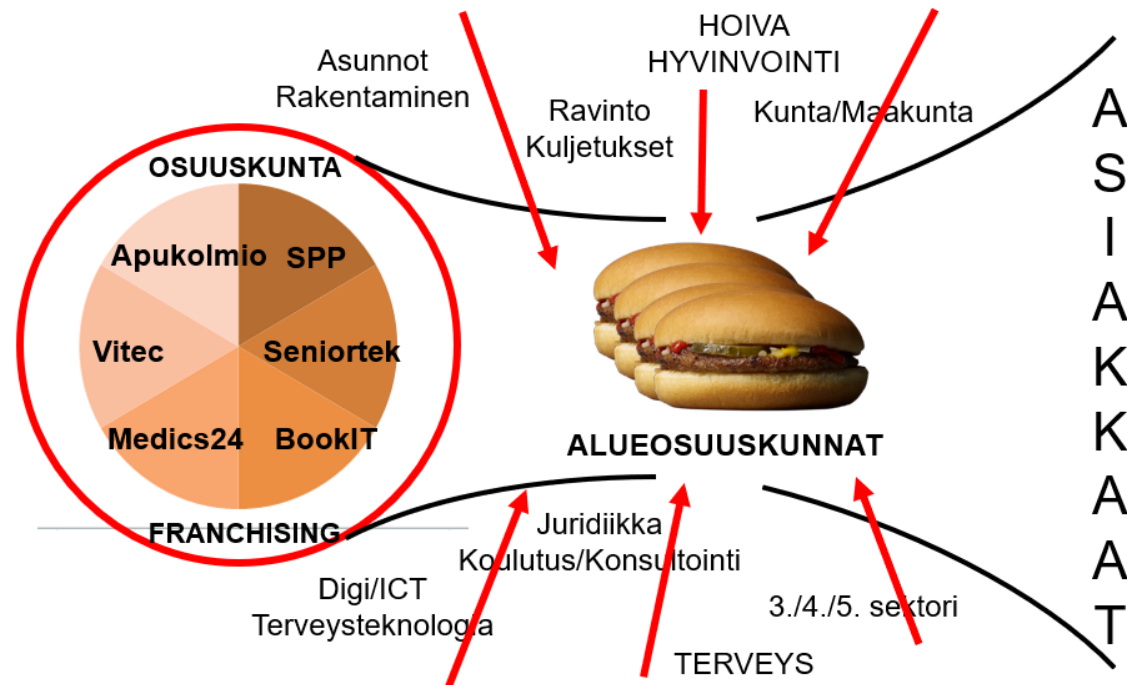 HOIVA
HYVINVOINTI
Asunnot
Rakentaminen
Ravinto
Kuljetukset
Kunta/Maakunta
OSUUSKUNTA
Apukolmio
SPP
Vitec
Seniortek
Medics24
BookIT
FRANCHISING
ALUEOSUUSKUNNAT
Juridiikka
Koulutus/Konsultointi
Digi/ICT
Terveysteknologia
3./4./5. sektori
TERVEYS
ASIAKKAAT